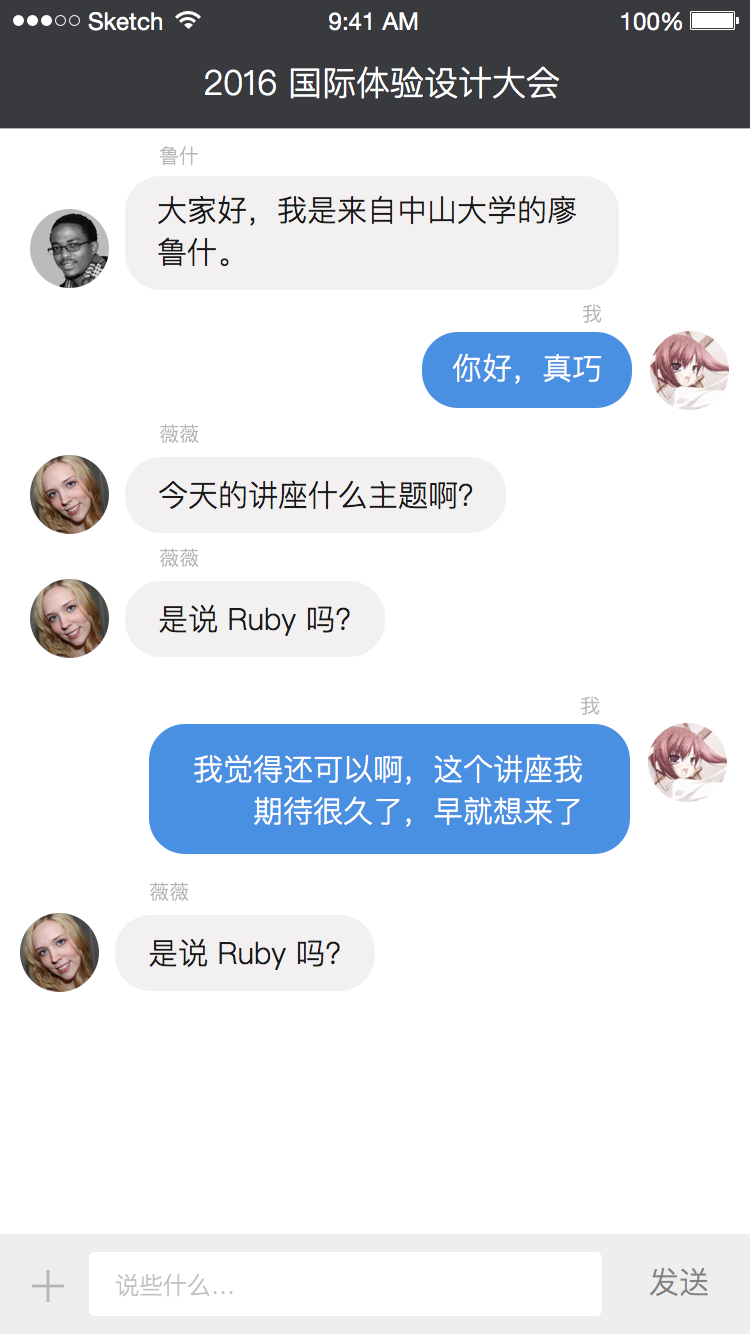 Sketch 9:41 AM 100%
2016 国际体验设计大会
鲁什
大家好，我是来自中山大学的廖
鲁什。
我
你好，真巧
薇薇
今天的讲座什么主题啊?
薇薇
是说 Ruby 吗?
我
我觉得还可以啊，这个讲座我
期待很久了，早就想来了
薇薇
是说 Ruby 吗?
说些什么...
发送